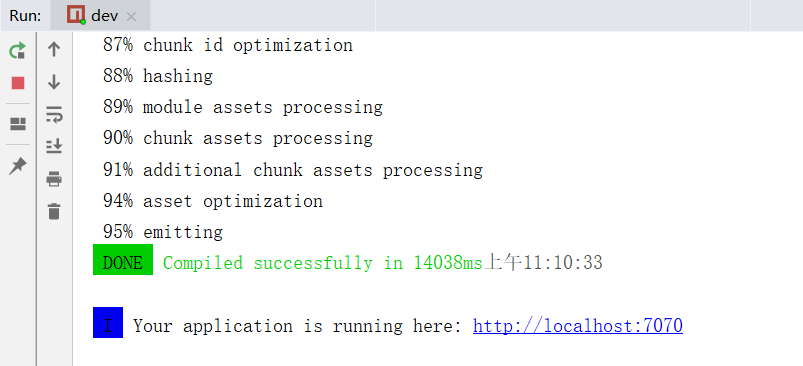 Run: dev
87% chunk id optimization
88% hashing
89% module assets processing
90% chunk assets processing
91% additional chunk assets processing
94% asset optimization
95% emitting
DONE Compiled successfully in 14038ms上午11:10:33
I Your application is running here: http://localhost:7070